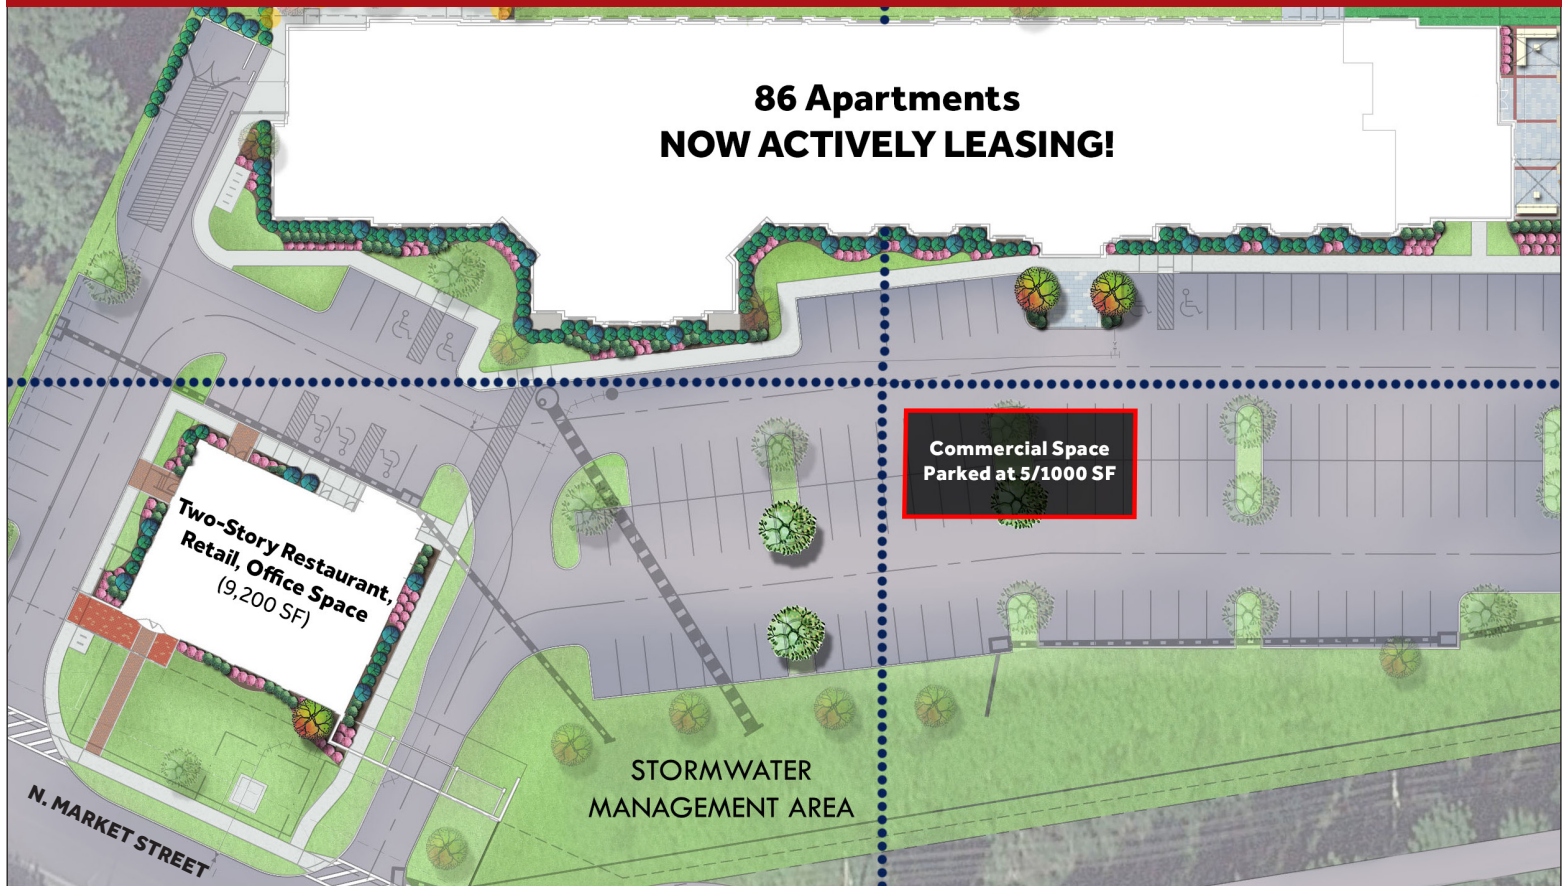 86 Apartments
NOW ACTIVELY LEASING!
Commercial Space
Parked at 5/1000 SF
Two-Story Restaurant,
Retail, Office Space
(9,200 SF)
STORMWATER
MANAGEMENT AREA
N. MARKET STREET